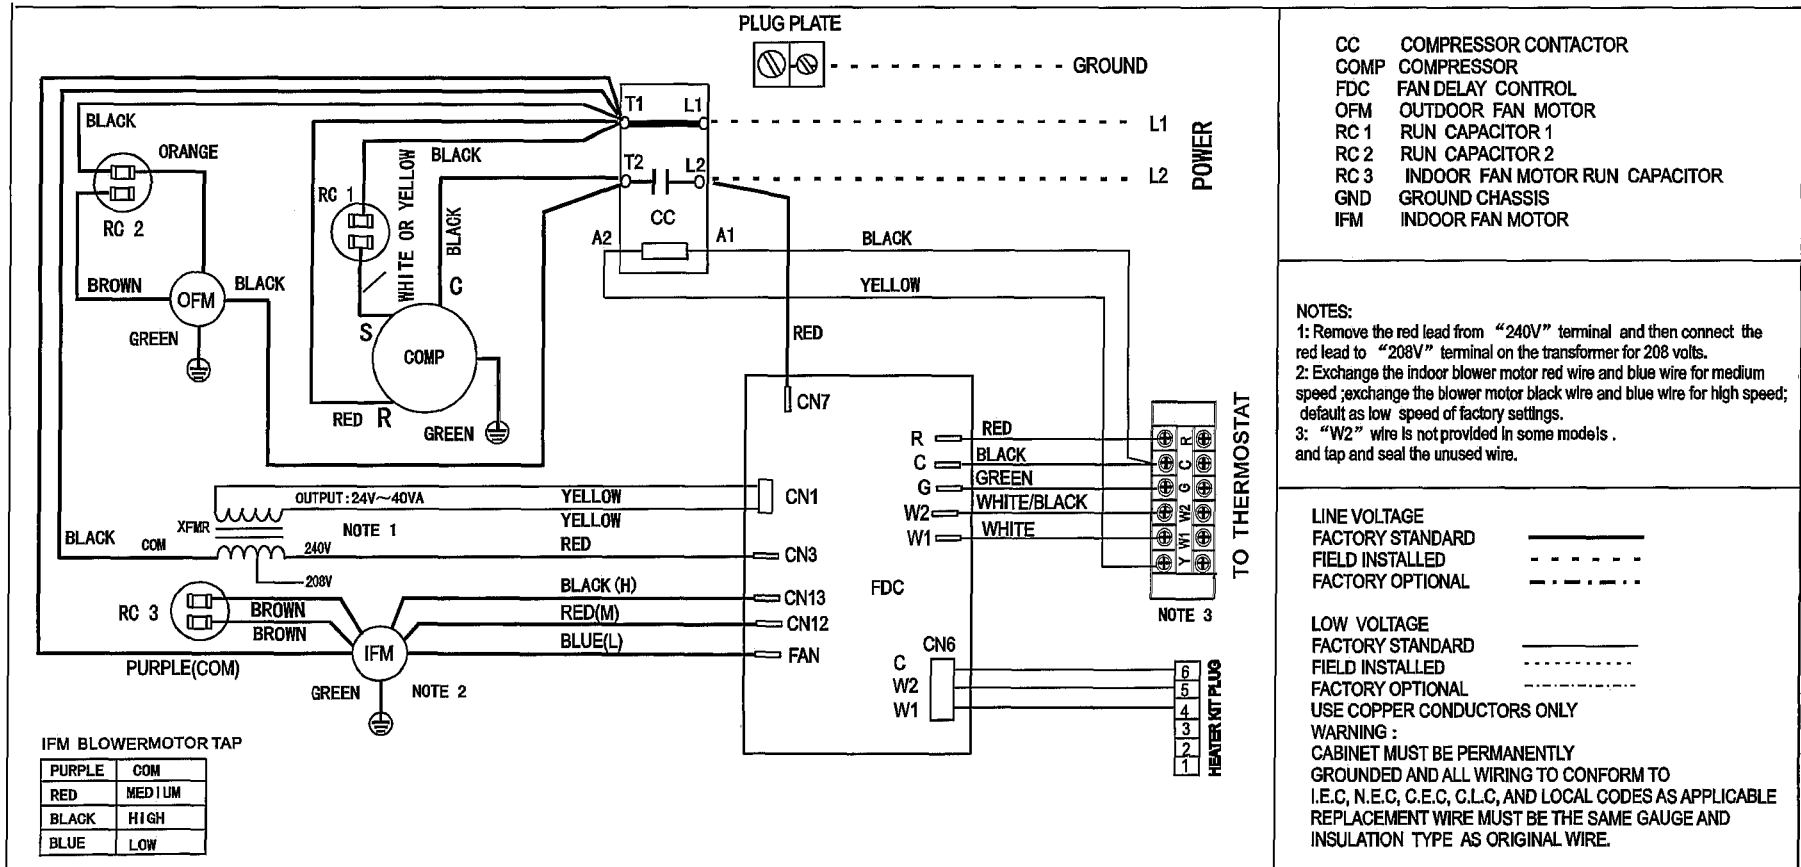 PLUG PLATE
GROUND
BLACK
ORANGE
RC 2
BROWN
OFM
BLACK
GREEN
RC 1
WHITE OR YELLOW
BLACK
BLACK
C
S
COMP
RED R
GREEN
T1 L1
T2 L2
CC
A2 A1
L1
L2
POWER
BLACK
YELLOW
RED
CN7
OUTPUT:24V~40VA
YELLOW
YELLOW
CN1
XFMR
NOTE 1
BLACK
COM
240V
RED
CN3
208V
RC 3
BROWN
BROWN
BLACK (H)
CN13
RED(M)
CN12
BLUE(L)
FAN
IFM
PURPLE(COM)
GREEN
NOTE 2
FDC
R
RED
C
BLACK
G
GREEN
W2
WHITE/BLACK
W1
WHITE
R
C
G
W2
W1
Y
TO THERMOSTAT
NOTE 3
CN6
C
W2
W1
6
5
4
3
2
1
HEATER KIT PLUG
IFM BLOWERMOTOR TAP
PURPLE COM
RED MEDIUM
BLACK HIGH
BLUE LOW
CC COMPRESSOR CONTACTOR
COMP COMPRESSOR
FDC FAN DELAY CONTROL
OFM OUTDOOR FAN MOTOR
RC 1 RUN CAPACITOR 1
RC 2 RUN CAPACITOR 2
RC 3 INDOOR FAN MOTOR RUN CAPACITOR
GND GROUND CHASSIS
IFM INDOOR FAN MOTOR
NOTES:
1: Remove the red lead from “240V” terminal and then connect the
red lead to “208V” terminal on the transformer for 208 volts.
2: Exchange the indoor blower motor red wire and blue wire for medium
speed ;exchange the blower motor black wire and blue wire for high speed;
default as low speed of factory settings.
3: “W2” wire is not provided in some models .
and tap and seal the unused wire.
LINE VOLTAGE
FACTORY STANDARD
FIELD INSTALLED
FACTORY OPTIONAL
LOW VOLTAGE
FACTORY STANDARD
FIELD INSTALLED
FACTORY OPTIONAL
USE COPPER CONDUCTORS ONLY
WARNING :
CABINET MUST BE PERMANENTLY
GROUNDED AND ALL WIRING TO CONFORM TO
I.E.C, N.E.C, C.E.C, C.L.C, AND LOCAL CODES AS APPLICABLE
REPLACEMENT WIRE MUST BE THE SAME GAUGE AND
INSULATION TYPE AS ORIGINAL WIRE.